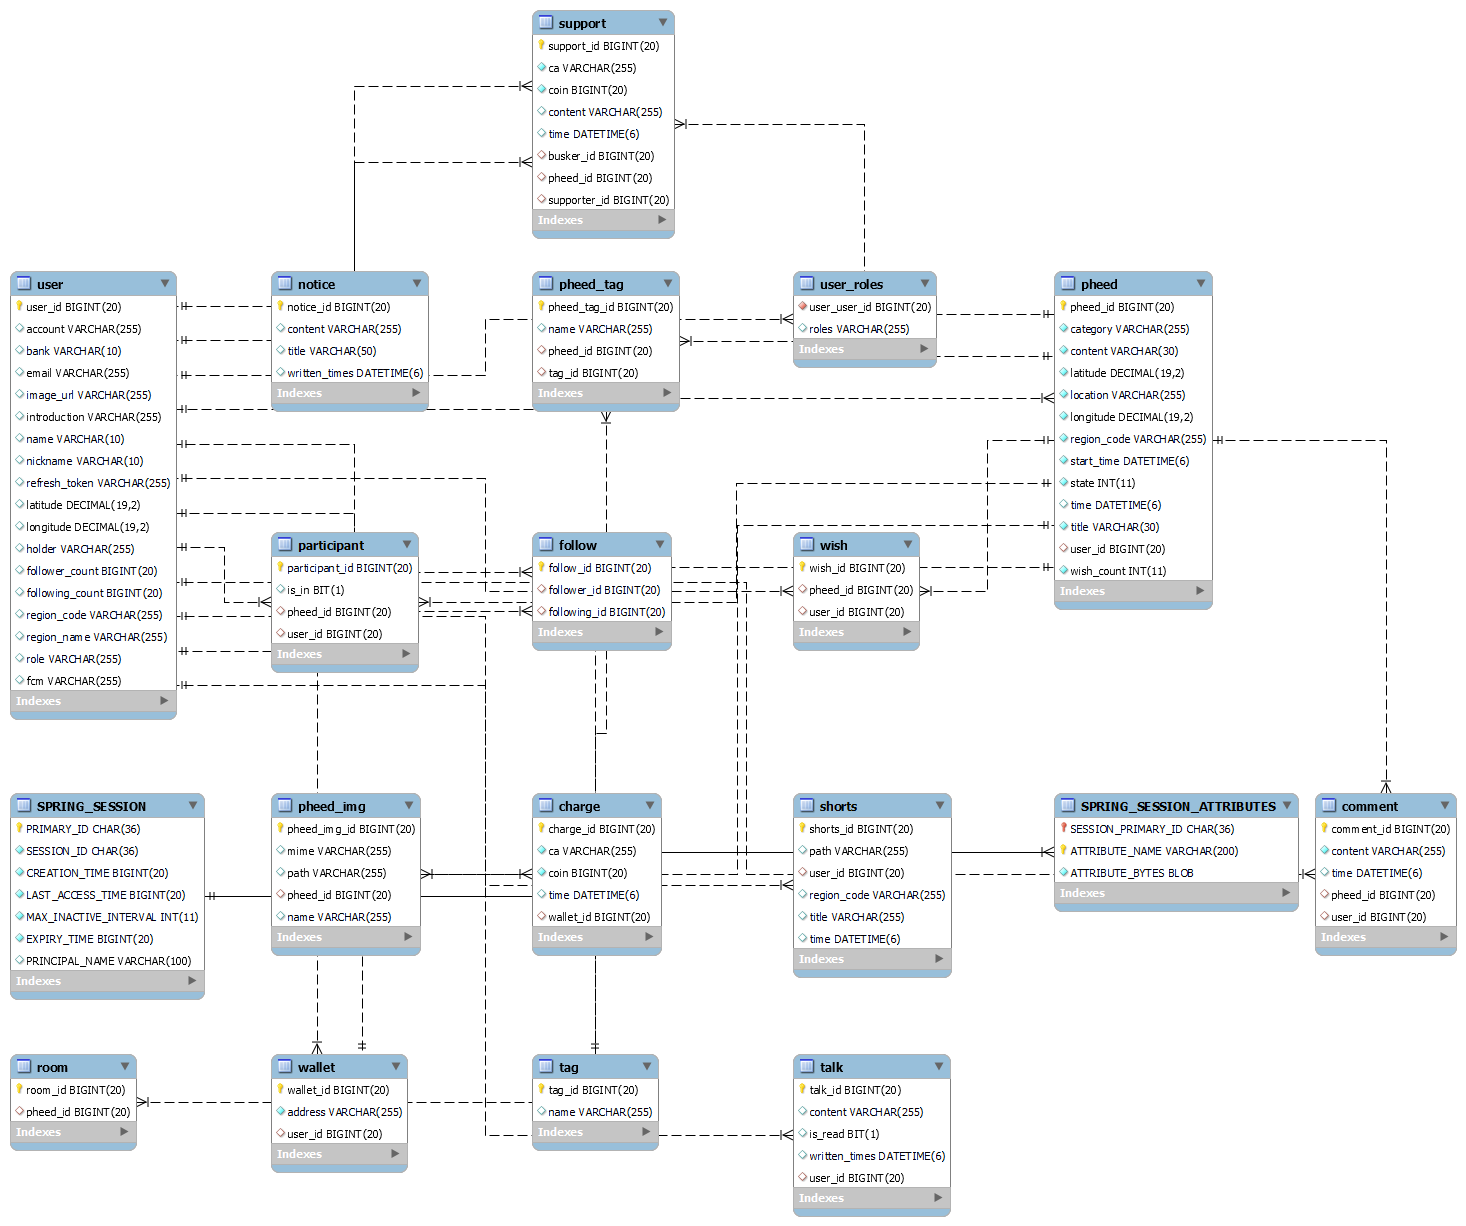 support
support_id BIGINT(20)
ca VARCHAR(255)
coin BIGINT(20)
content VARCHAR(255)
time DATETIME(6)
busker_id BIGINT(20)
pheed_id BIGINT(20)
supporter_id BIGINT(20)
Indexes
user
user_id BIGINT(20)
account VARCHAR(255)
bank VARCHAR(10)
email VARCHAR(255)
image_url VARCHAR(255)
introduction VARCHAR(255)
name VARCHAR(10)
nickname VARCHAR(10)
refresh_token VARCHAR(255)
latitude DECIMAL(19,2)
longitude DECIMAL(19,2)
holder VARCHAR(255)
follower_count BIGINT(20)
following_count BIGINT(20)
region_code VARCHAR(255)
region_name VARCHAR(255)
role VARCHAR(255)
fcm VARCHAR(255)
Indexes
notice
notice_id BIGINT(20)
content VARCHAR(255)
title VARCHAR(50)
written_times DATETIME(6)
Indexes
pheed_tag
pheed_tag_id BIGINT(20)
name VARCHAR(255)
pheed_id BIGINT(20)
tag_id BIGINT(20)
Indexes
user_roles
user_user_id BIGINT(20)
roles VARCHAR(255)
Indexes
pheed
pheed_id BIGINT(20)
category VARCHAR(255)
content VARCHAR(30)
latitude DECIMAL(19,2)
location VARCHAR(255)
longitude DECIMAL(19,2)
region_code VARCHAR(255)
start_time DATETIME(6)
state INT(11)
time DATETIME(6)
title VARCHAR(30)
user_id BIGINT(20)
wish_count INT(11)
Indexes
participant
participant_id BIGINT(20)
is_in BIT(1)
pheed_id BIGINT(20)
user_id BIGINT(20)
Indexes
follow
follow_id BIGINT(20)
follower_id BIGINT(20)
following_id BIGINT(20)
Indexes
wish
wish_id BIGINT(20)
pheed_id BIGINT(20)
user_id BIGINT(20)
Indexes
SPRING_SESSION
PRIMARY_ID CHAR(36)
SESSION_ID CHAR(36)
CREATION_TIME BIGINT(20)
LAST_ACCESS_TIME BIGINT(20)
MAX_INACTIVE_INTERVAL INT(11)
EXPIRY_TIME BIGINT(20)
PRINCIPAL_NAME VARCHAR(100)
Indexes
pheed_img
pheed_img_id BIGINT(20)
mime VARCHAR(255)
path VARCHAR(255)
pheed_id BIGINT(20)
name VARCHAR(255)
Indexes
charge
charge_id BIGINT(20)
ca VARCHAR(255)
coin BIGINT(20)
time DATETIME(6)
wallet_id BIGINT(20)
Indexes
shorts
shorts_id BIGINT(20)
path VARCHAR(255)
user_id BIGINT(20)
region_code VARCHAR(255)
title VARCHAR(255)
time DATETIME(6)
Indexes
SPRING_SESSION_ATTRIBUTES
SESSION_PRIMARY_ID CHAR(36)
ATTRIBUTE_NAME VARCHAR(200)
ATTRIBUTE_BYTES BLOB
Indexes
comment
comment_id BIGINT(20)
content VARCHAR(255)
time DATETIME(6)
pheed_id BIGINT(20)
user_id BIGINT(20)
Indexes
room
room_id BIGINT(20)
pheed_id BIGINT(20)
Indexes
wallet
wallet_id BIGINT(20)
address VARCHAR(255)
user_id BIGINT(20)
Indexes
tag
tag_id BIGINT(20)
name VARCHAR(255)
Indexes
talk
talk_id BIGINT(20)
content VARCHAR(255)
is_read BIT(1)
written_times DATETIME(6)
user_id BIGINT(20)
Indexes